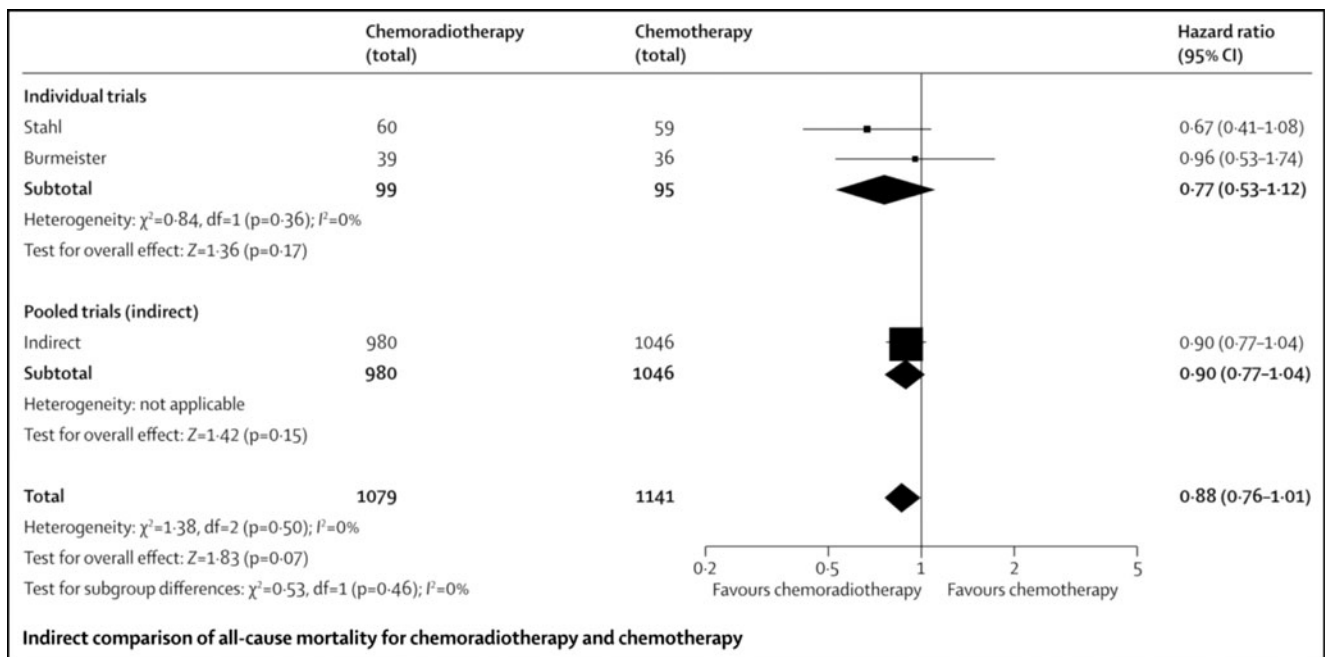 Chemoradiotherapy (total) Chemotherapy (total) Hazard ratio (95% CI)
Individual trials
Stahl 60 59 0·67 (0·41–1·08)
Burmeister 39 36 0·96 (0·53–1·74)
Subtotal 99 95 0·77 (0·53–1·12)
Heterogeneity: χ²=0·84, df=1 (p=0·36); I²=0%
Test for overall effect: Z=1·36 (p=0·17)
Pooled trials (indirect)
Indirect 980 1046 0·90 (0·77–1·04)
Subtotal 980 1046 0·90 (0·77–1·04)
Heterogeneity: not applicable
Test for overall effect: Z=1·42 (p=0·15)
Total 1079 1141 0·88 (0·76–1·01)
Heterogeneity: χ²=1·38, df=2 (p=0·50); I²=0%
Test for overall effect: Z=1·83 (p=0·07)
Test for subgroup differences: χ²=0·53, df=1 (p=0·46); I²=0%
0·2 0·5 1 2 5
Favours chemoradiotherapy Favours chemotherapy
Indirect comparison of all-cause mortality for chemoradiotherapy and chemotherapy